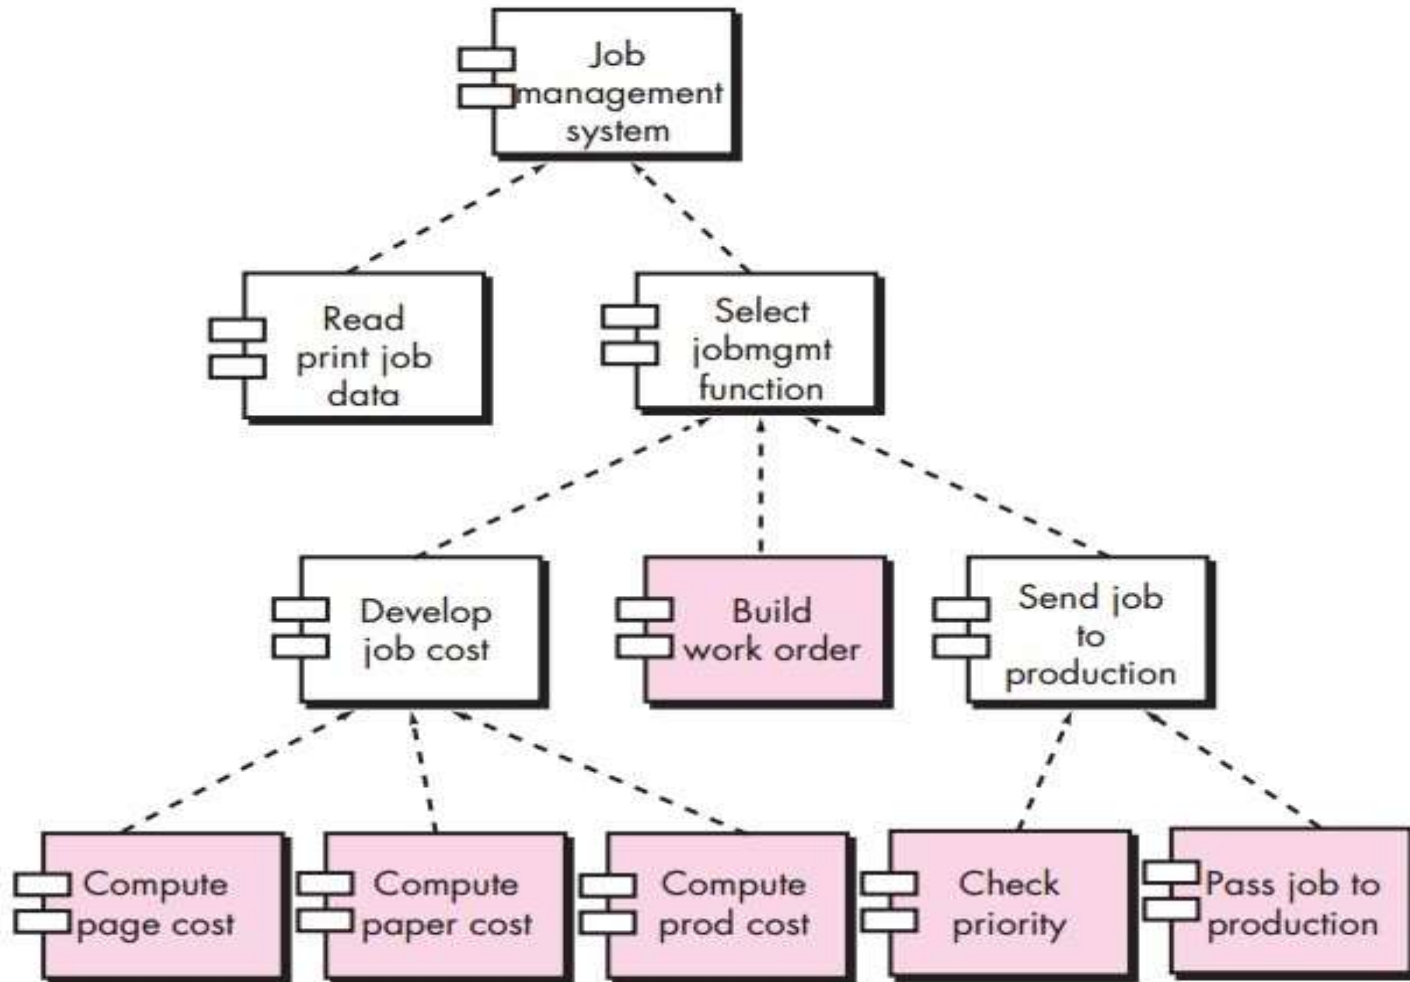 Job
management
system
Read
print job
data
Select
jobmgmt
function
Develop
job cost
Build
work order
Send job
to
production
Compute
page cost
Compute
paper cost
Compute
prod cost
Check
priority
Pass job to
production